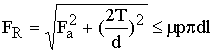 F_R = √(F_a² + (2T/d)²) ≤ μpπdl